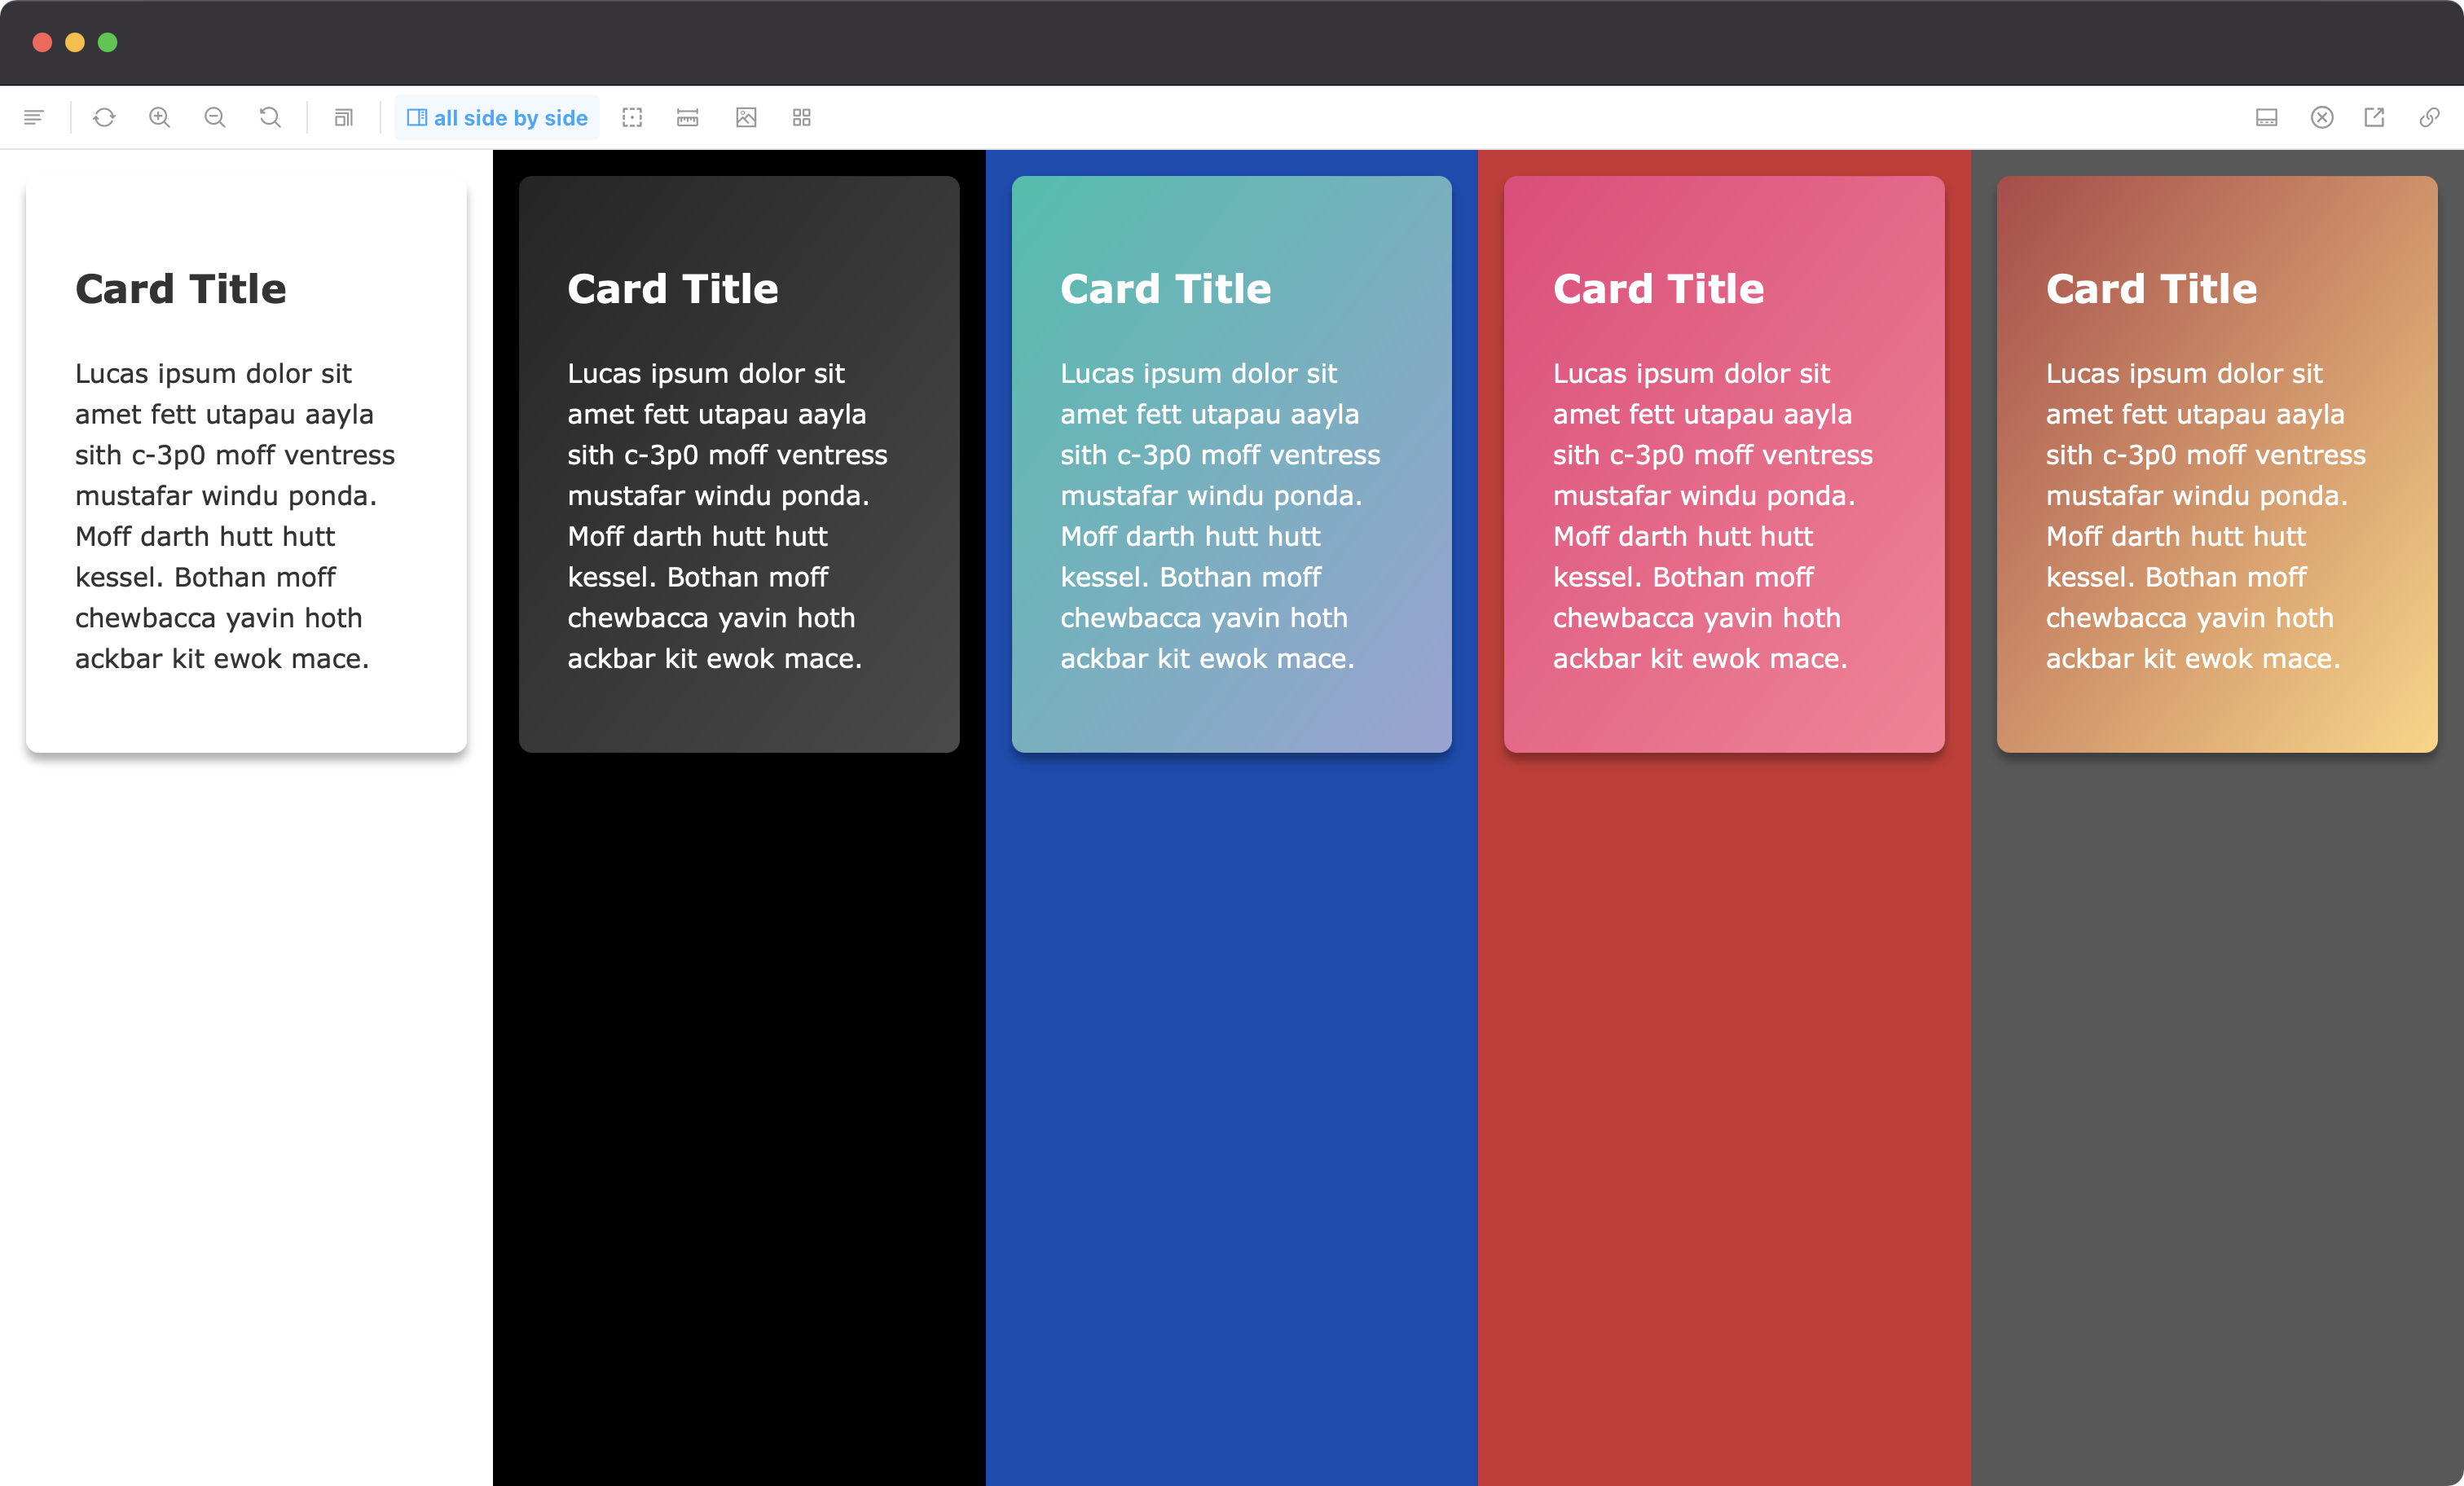 all side by side
Card Title
Lucas ipsum dolor sit
amet fett utapau aayla
sith c-3p0 moff ventress
mustafar windu ponda.
Moff darth hutt hutt
kessel. Bothan moff
chewbacca yavin hoth
ackbar kit ewok mace.
Card Title
Lucas ipsum dolor sit
amet fett utapau aayla
sith c-3p0 moff ventress
mustafar windu ponda.
Moff darth hutt hutt
kessel. Bothan moff
chewbacca yavin hoth
ackbar kit ewok mace.
Card Title
Lucas ipsum dolor sit
amet fett utapau aayla
sith c-3p0 moff ventress
mustafar windu ponda.
Moff darth hutt hutt
kessel. Bothan moff
chewbacca yavin hoth
ackbar kit ewok mace.
Card Title
Lucas ipsum dolor sit
amet fett utapau aayla
sith c-3p0 moff ventress
mustafar windu ponda.
Moff darth hutt hutt
kessel. Bothan moff
chewbacca yavin hoth
ackbar kit ewok mace.
Card Title
Lucas ipsum dolor sit
amet fett utapau aayla
sith c-3p0 moff ventress
mustafar windu ponda.
Moff darth hutt hutt
kessel. Bothan moff
chewbacca yavin hoth
ackbar kit ewok mace.